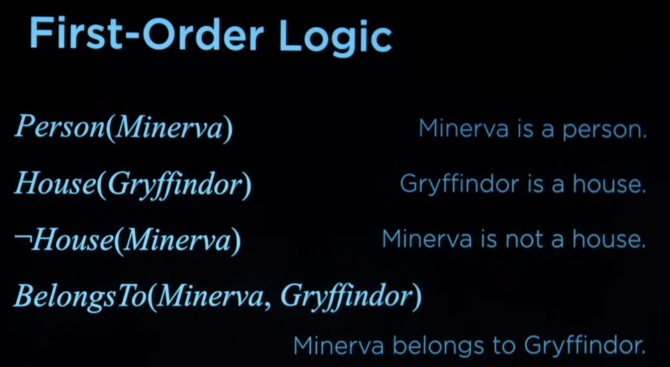 First-Order Logic
Person(Minerva) Minerva is a person.
House(Gryffindor) Gryffindor is a house.
¬House(Minerva) Minerva is not a house.
BelongsTo(Minerva, Gryffindor)
Minerva belongs to Gryffindor.